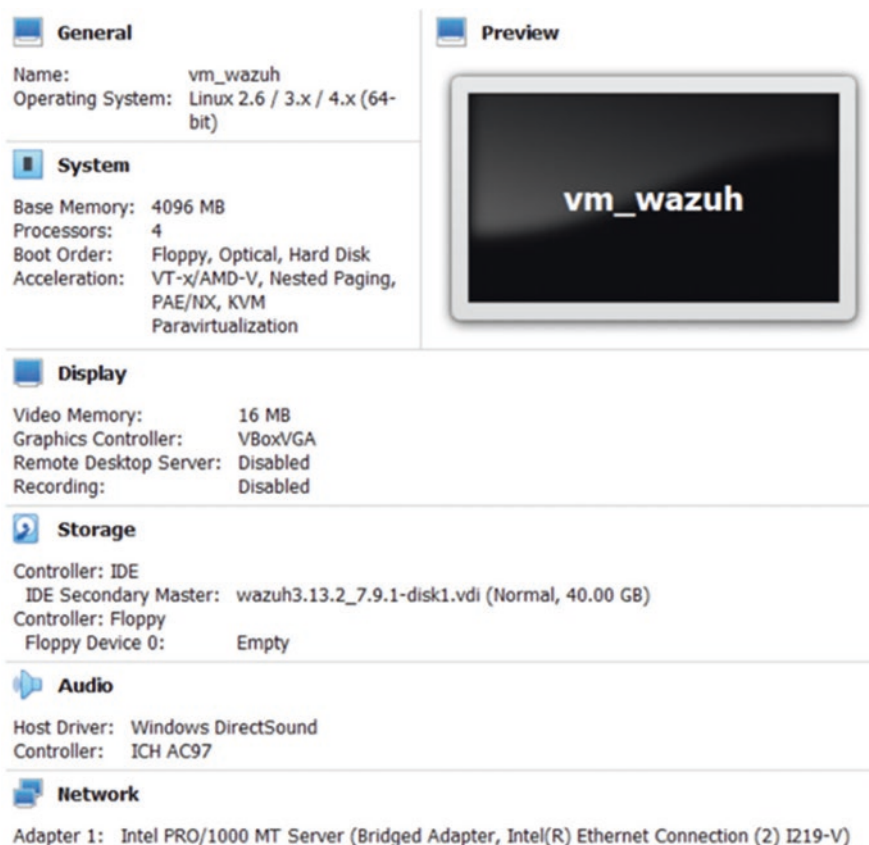 General
Name: vm_wazuh
Operating System: Linux 2.6 / 3.x / 4.x (64-
bit)
Preview
vm_wazuh
System
Base Memory: 4096 MB
Processors: 4
Boot Order: Floppy, Optical, Hard Disk
Acceleration: VT-x/AMD-V, Nested Paging,
PAE/NX, KVM
Paravirtualization
Display
Video Memory: 16 MB
Graphics Controller: VBoxVGA
Remote Desktop Server: Disabled
Recording: Disabled
Storage
Controller: IDE
IDE Secondary Master: wazuh3.13.2_7.9.1-disk1.vdi (Normal, 40.00 GB)
Controller: Floppy
Floppy Device 0: Empty
Audio
Host Driver: Windows DirectSound
Controller: ICH AC97
Network
Adapter 1: Intel PRO/1000 MT Server (Bridged Adapter, Intel(R) Ethernet Connection (2) I219-V)